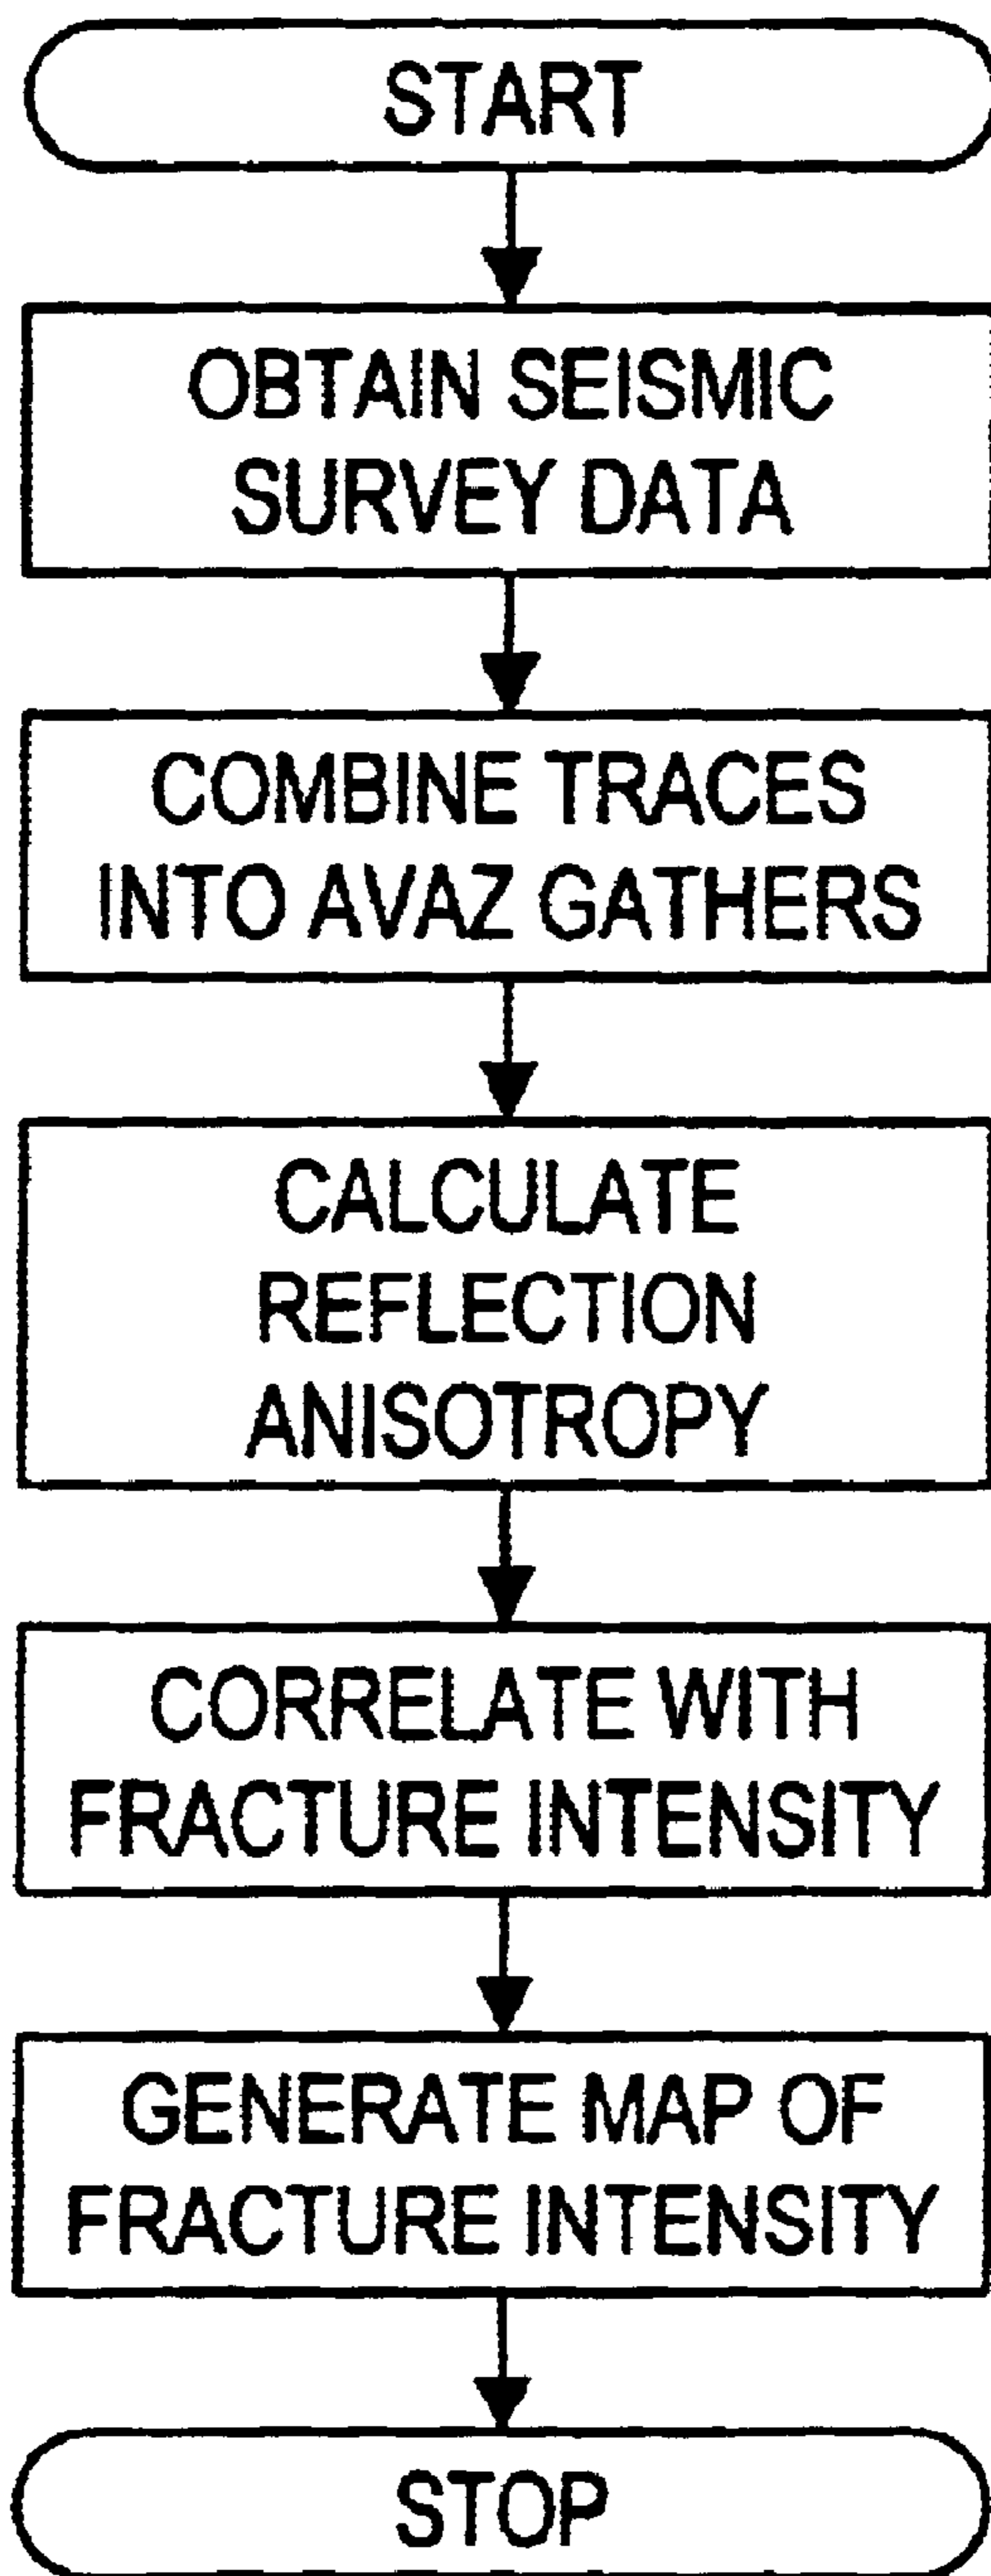 START
OBTAIN SEISMIC
SURVEY DATA
COMBINE TRACES
INTO AVAZ GATHERS
CALCULATE
REFLECTION
ANISOTROPY
CORRELATE WITH
FRACTURE INTENSITY
GENERATE MAP OF
FRACTURE INTENSITY
STOP